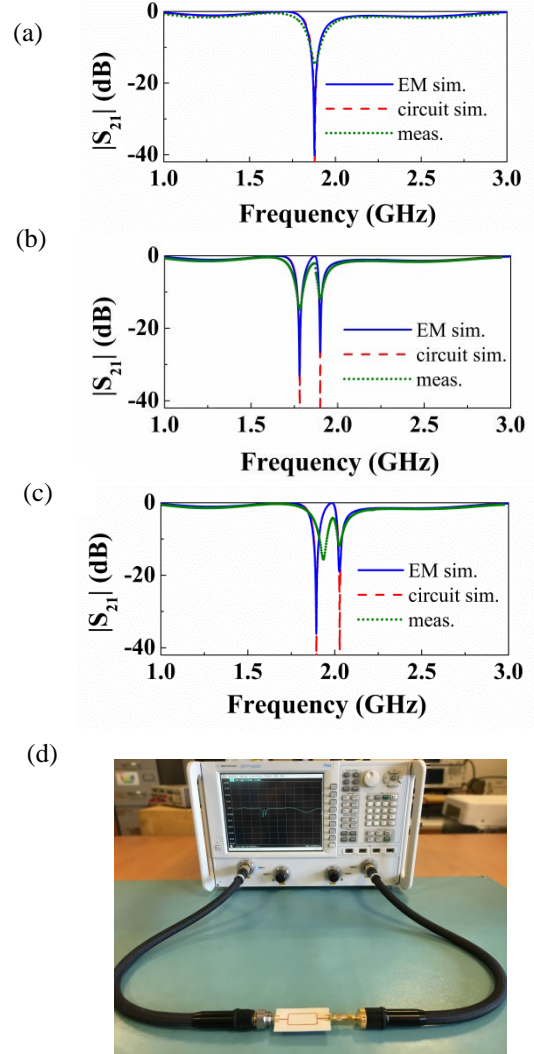 (a)
0
-20
-40
|S21| (dB)
EM sim.
circuit sim.
meas.
1.0 1.5 2.0 2.5 3.0
Frequency (GHz)
(b)
0
-20
-40
|S21| (dB)
EM sim.
circuit sim.
meas.
1.0 1.5 2.0 2.5 3.0
Frequency (GHz)
(c)
0
-20
-40
|S21| (dB)
EM sim.
circuit sim.
meas.
1.0 1.5 2.0 2.5 3.0
Frequency (GHz)
(d)